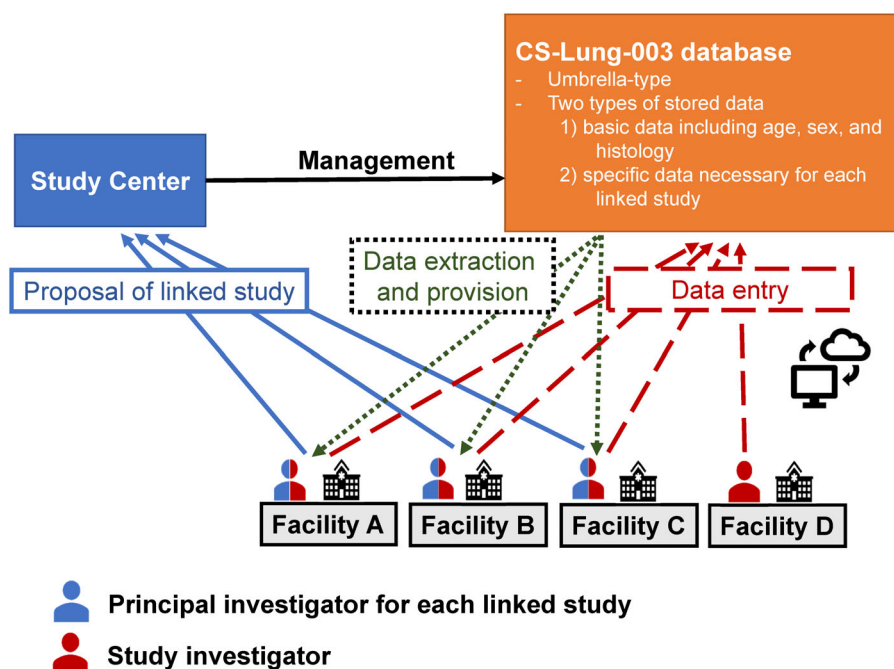 CS-Lung-003 database
- Umbrella-type
- Two types of stored data
1) basic data including age, sex, and
histology
2) specific data necessary for each
linked study
Study Center
Management
Proposal of linked study
Data extraction
and provision
Data entry
Facility A
Facility B
Facility C
Facility D
Principal investigator for each linked study
Study investigator